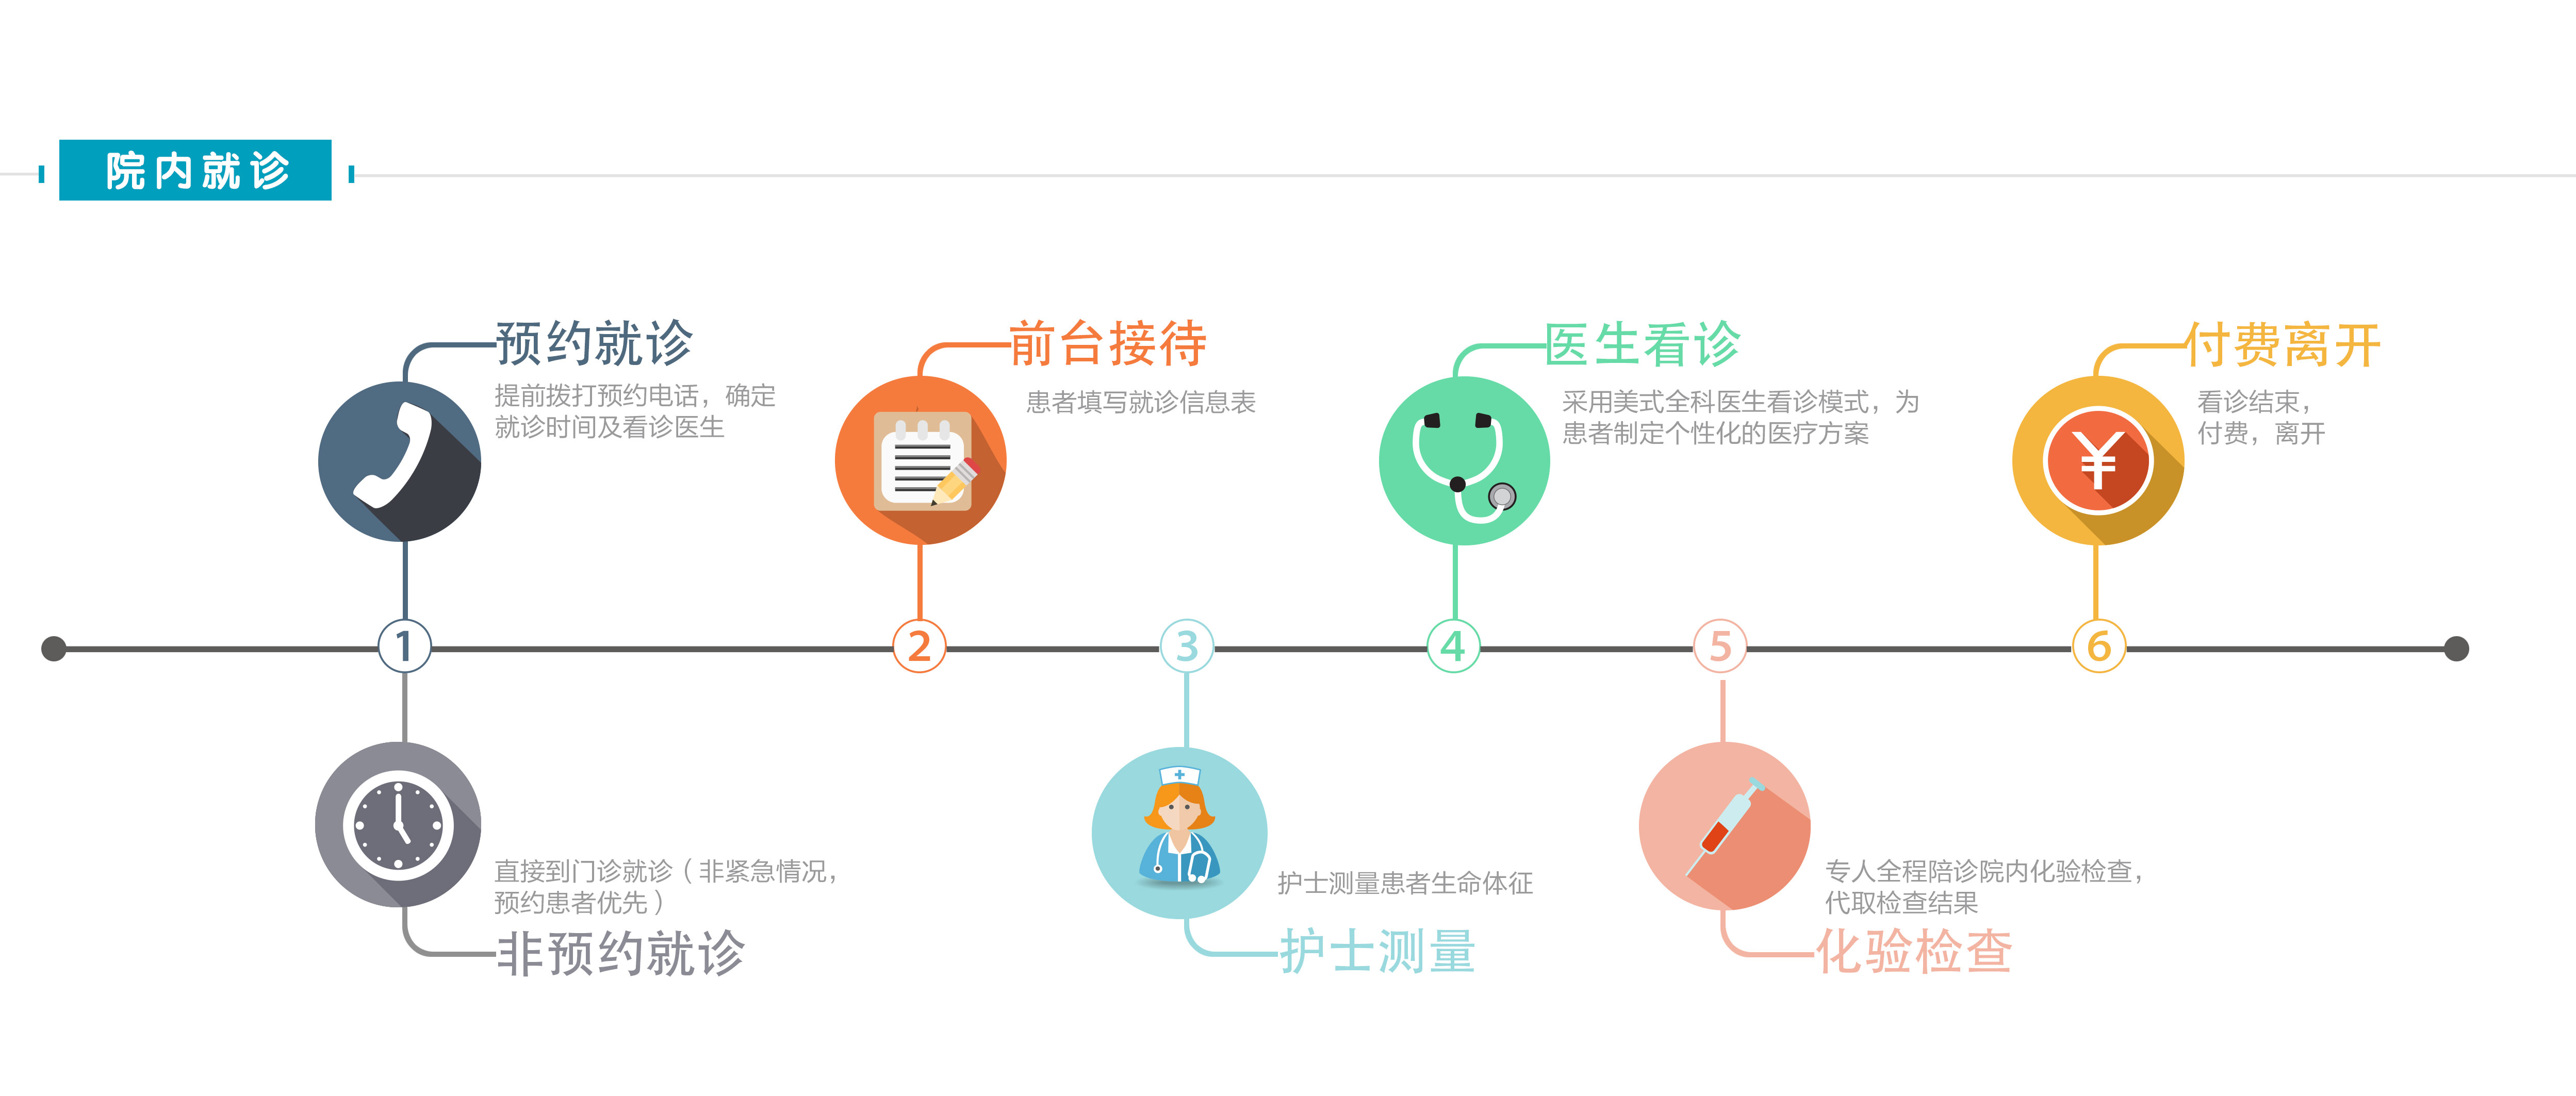 院内就诊
预约就诊
提前拨打预约电话，确定
就诊时间及看诊医生
前台接待
患者填写就诊信息表
医生看诊
采用美式全科医生看诊模式，为
患者制定个性化的医疗方案
付费离开
看诊结束，
付费，离开
¥
1
2
3
4
5
6
直接到门诊就诊（非紧急情况，
预约患者优先）
非预约就诊
护士测量患者生命体征
护士测量
专人全程陪诊院内化验检查，
代取检查结果
化验检查